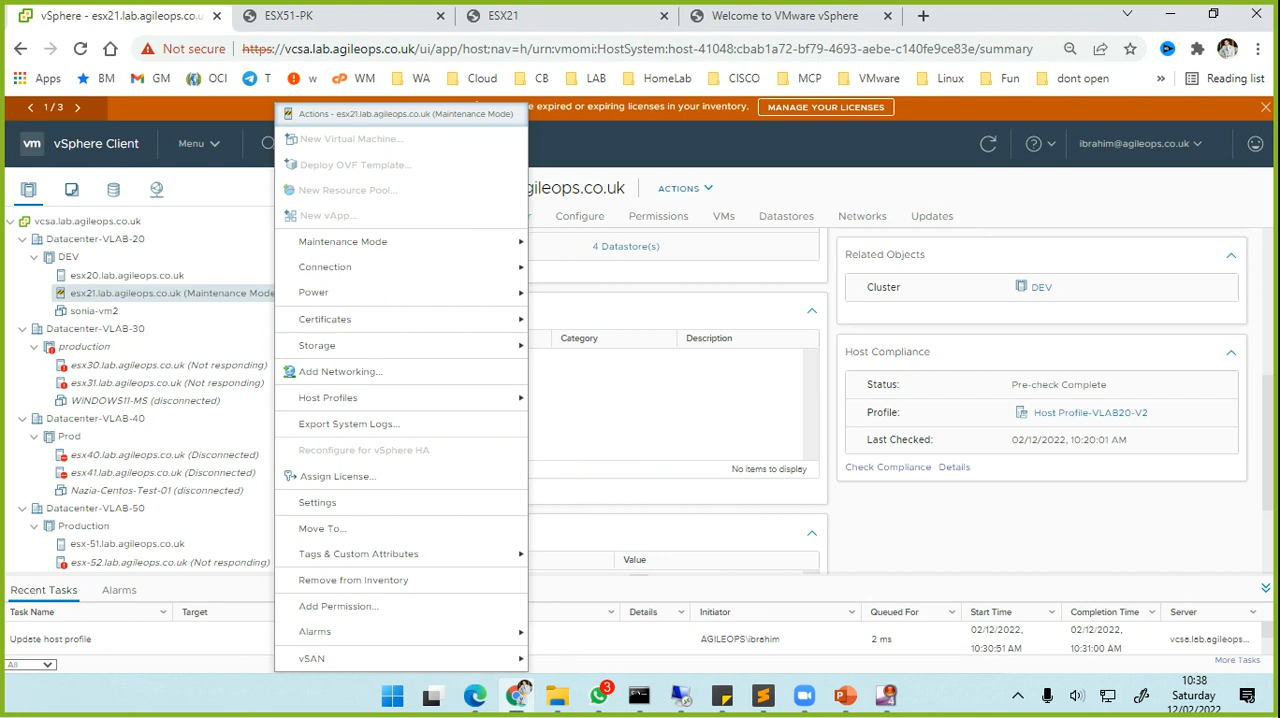 vSphere - esx21.lab.agileops.co.u
ESX51-PK
ESX21
Welcome to VMware vSphere
Not secure
https://vcsa.lab.agileops.co.uk/ui/app/host;nav=h/urn:vmomi:HostSystem:host-41048:cab1a72-bf79-4693-aebe-c140fe9ce83e/summary
Apps
BM
GM
OCI
T
w
WM
WA
Cloud
CB
LAB
HomeLab
CISCO
MCP
VMware
Linux
Fun
dont open
Reading list
1/3
e expired or expiring licenses in your inventory.
MANAGE YOUR LICENSES
vm
vSphere Client
Menu
ibrahim@agileops.co.uk
gileops.co.uk
ACTIONS
Configure
Permissions
VMs
Datastores
Networks
Updates
vcsa.lab.agileops.co.uk
Datacenter-VLAB-20
DEV
esx20.lab.agileops.co.uk
esx21.lab.agileops.co.uk (Maintenance Mode
sonia-vm2
Datacenter-VLAB-30
production
esx30.lab.agileops.co.uk (Not responding)
esx31.lab.agileops.co.uk (Not responding)
WINDOWS11-MS (disconnected)
Datacenter-VLAB-40
Prod
esx40.lab.agileops.co.uk (Disconnected)
esx41.lab.agileops.co.uk (Disconnected)
Nazia-Centos-Test-01 (disconnected)
Datacenter-VLAB-50
Production
esx-51.lab.agileops.co.uk
esx-52.lab.agileops.co.uk (Not responding)
Actions - esx21.lab.agileops.co.uk (Maintenance Mode)
New Virtual Machine...
Deploy OVF Template...
New Resource Pool...
New vApp...
Maintenance Mode
Connection
Power
Certificates
Storage
Add Networking...
Host Profiles
Export System Logs...
Reconfigure for vSphere HA
Assign License...
Settings
Move To...
Tags & Custom Attributes
Remove from Inventory
Add Permission...
Alarms
vSAN
4 Datastore(s)
Category
Description
No items to display
Value
Related Objects
Cluster
DEV
Host Compliance
Status:
Pre-check Complete
Profile:
Host Profile-VLAB20-V2
Last Checked:
02/12/2022, 10:20:01 AM
Check Compliance
Details
Recent Tasks
Alarms
Task Name
Target
Details
Initiator
Queued For
Start Time
Completion Time
Server
Update host profile
AGILEOPS\ibrahim
2 ms
02/12/2022,
10:30:51 AM
02/12/2022,
10:31:00 AM
vcsa.lab.agileops...
All
More Tasks
3
4
10:38
Saturday
12/02/2022